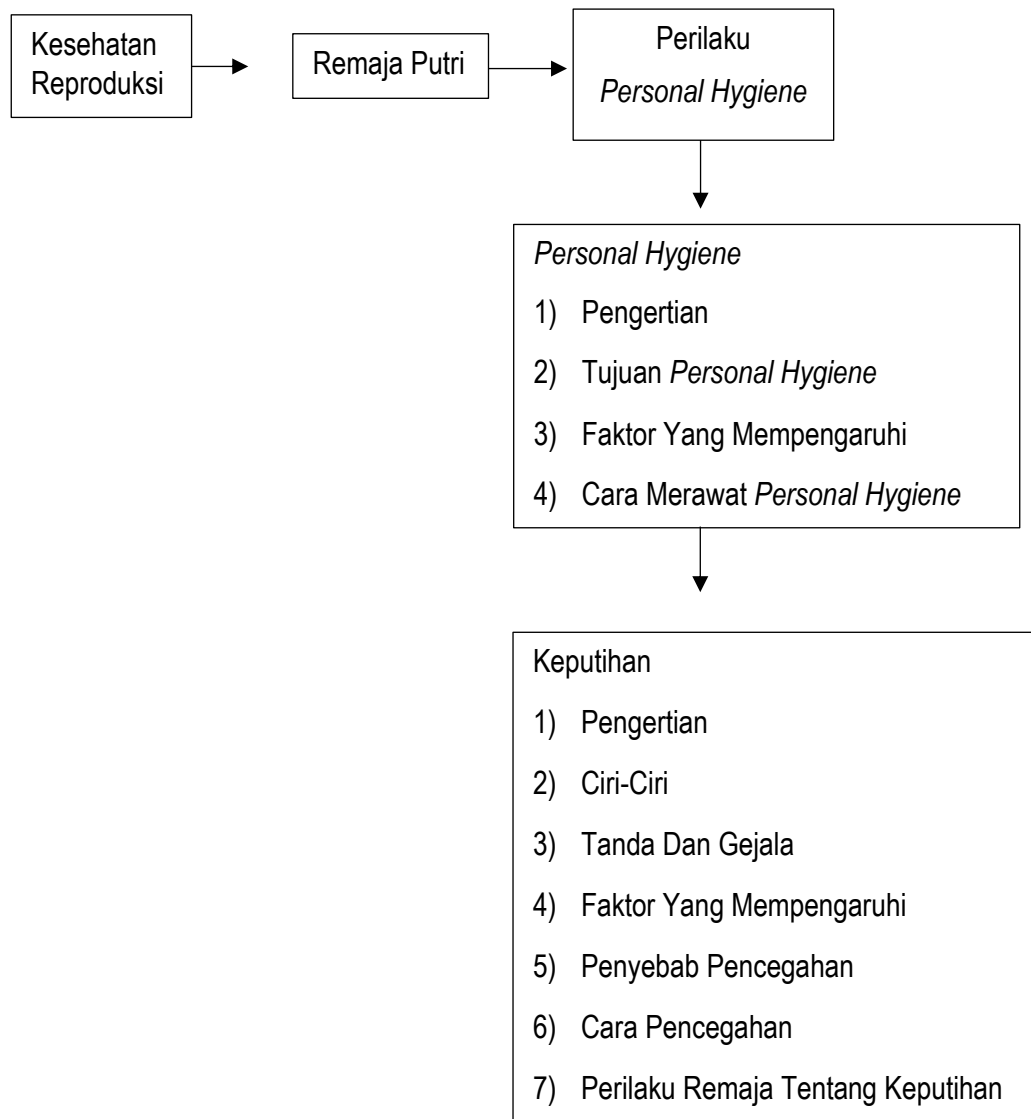 Kesehatan
Reproduksi
Remaja Putri
Perilaku
Personal Hygiene
Personal Hygiene
1) Pengertian
2) Tujuan Personal Hygiene
3) Faktor Yang Mempengaruhi
4) Cara Merawat Personal Hygiene
Keputihan
1) Pengertian
2) Ciri-Ciri
3) Tanda Dan Gejala
4) Faktor Yang Mempengaruhi
5) Penyebab Pencegahan
6) Cara Pencegahan
7) Perilaku Remaja Tentang Keputihan